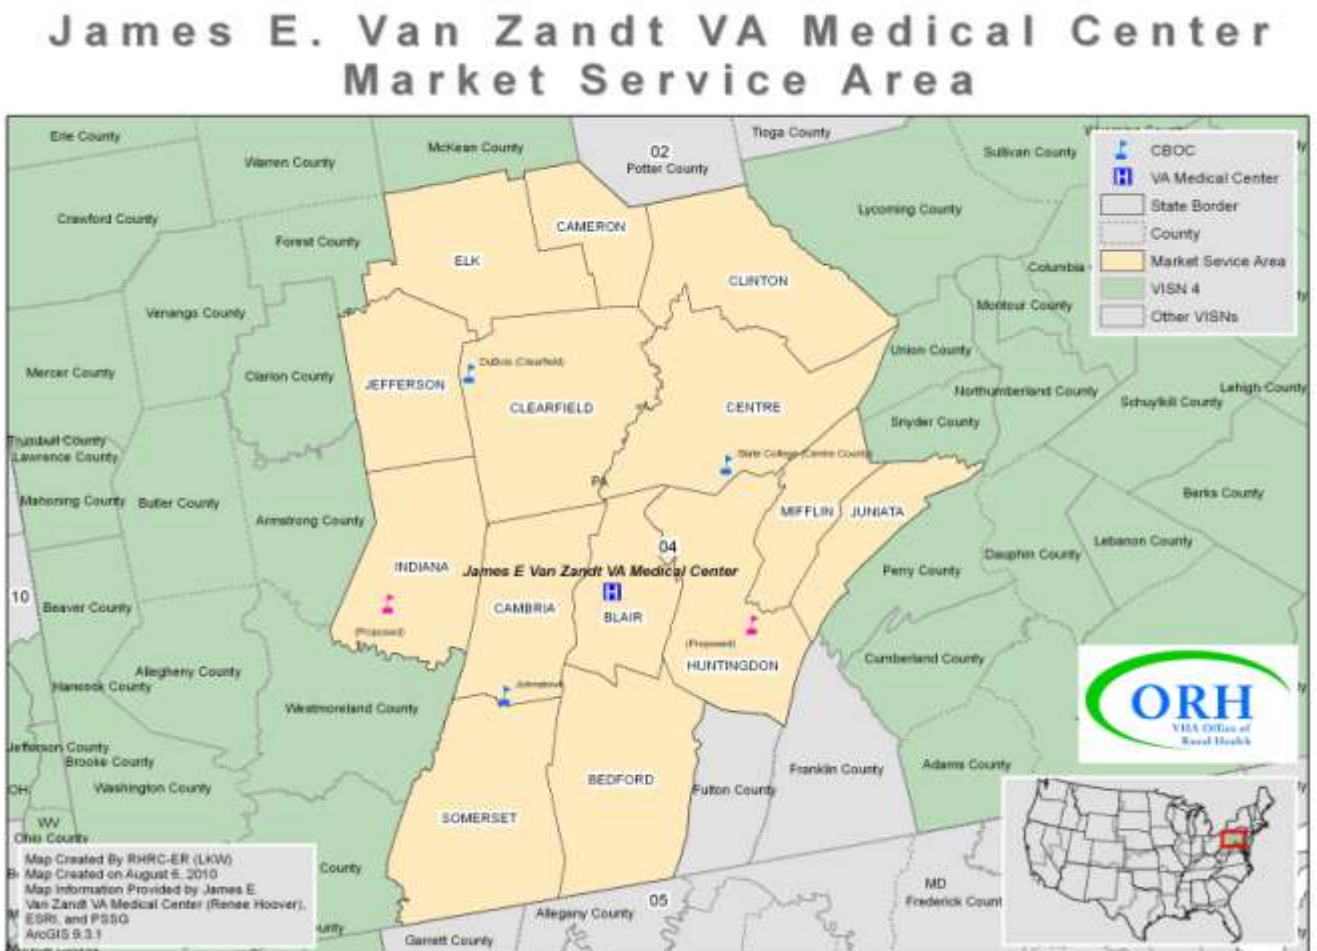 James E. Van Zandt VA Medical Center
Market Service Area
Erie County
Warren County
McKean County
02
Potter County
Tioga County
Sullivan County
CBOC
VA Medical Center
State Border
County
Market Sevice Area
VISN 4
Other VISNs
Crawford County
Forest County
ELK
CAMERON
CLINTON
Lycoming County
Columbia
Montour County
Venango County
Mercer County
Clarion County
JEFFERSON
DuBois (Clearfield)
CLEARFIELD
CENTRE
Union County
Northumberland County
Lehigh County
Schuylkill County
Snyder County
Trumbull County
Lawrence County
Mahoning County
Butler County
Armstrong County
State College (Centre County)
PA
MIFFLIN
JUNIATA
Berks County
Lebanon County
Dauphin County
Perry County
04
INDIANA
James E Van Zandt VA Medical Center
10
Beaver County
CAMBRIA
BLAIR
(Proposed)
(Proposed)
HUNTINGDON
Cumberland County
Allegheny County
Hancock County
Westmoreland County
Johnstown
ORH
VHA Office of
Rural Health
Jefferson County
Brooke County
Washington County
OH
WV
Ohio County
SOMERSET
BEDFORD
Fulton County
Franklin County
Adams County
Map Created By RHRC-ER (LKW)
Map Created on August 6, 2010
Map Information Provided by James E.
Van Zandt VA Medical Center (Renee Hoover),
ESRI, and PSSG
ArcGIS 9.3.1
County
Garrett County
Allegany County
05
MD
Frederick Count